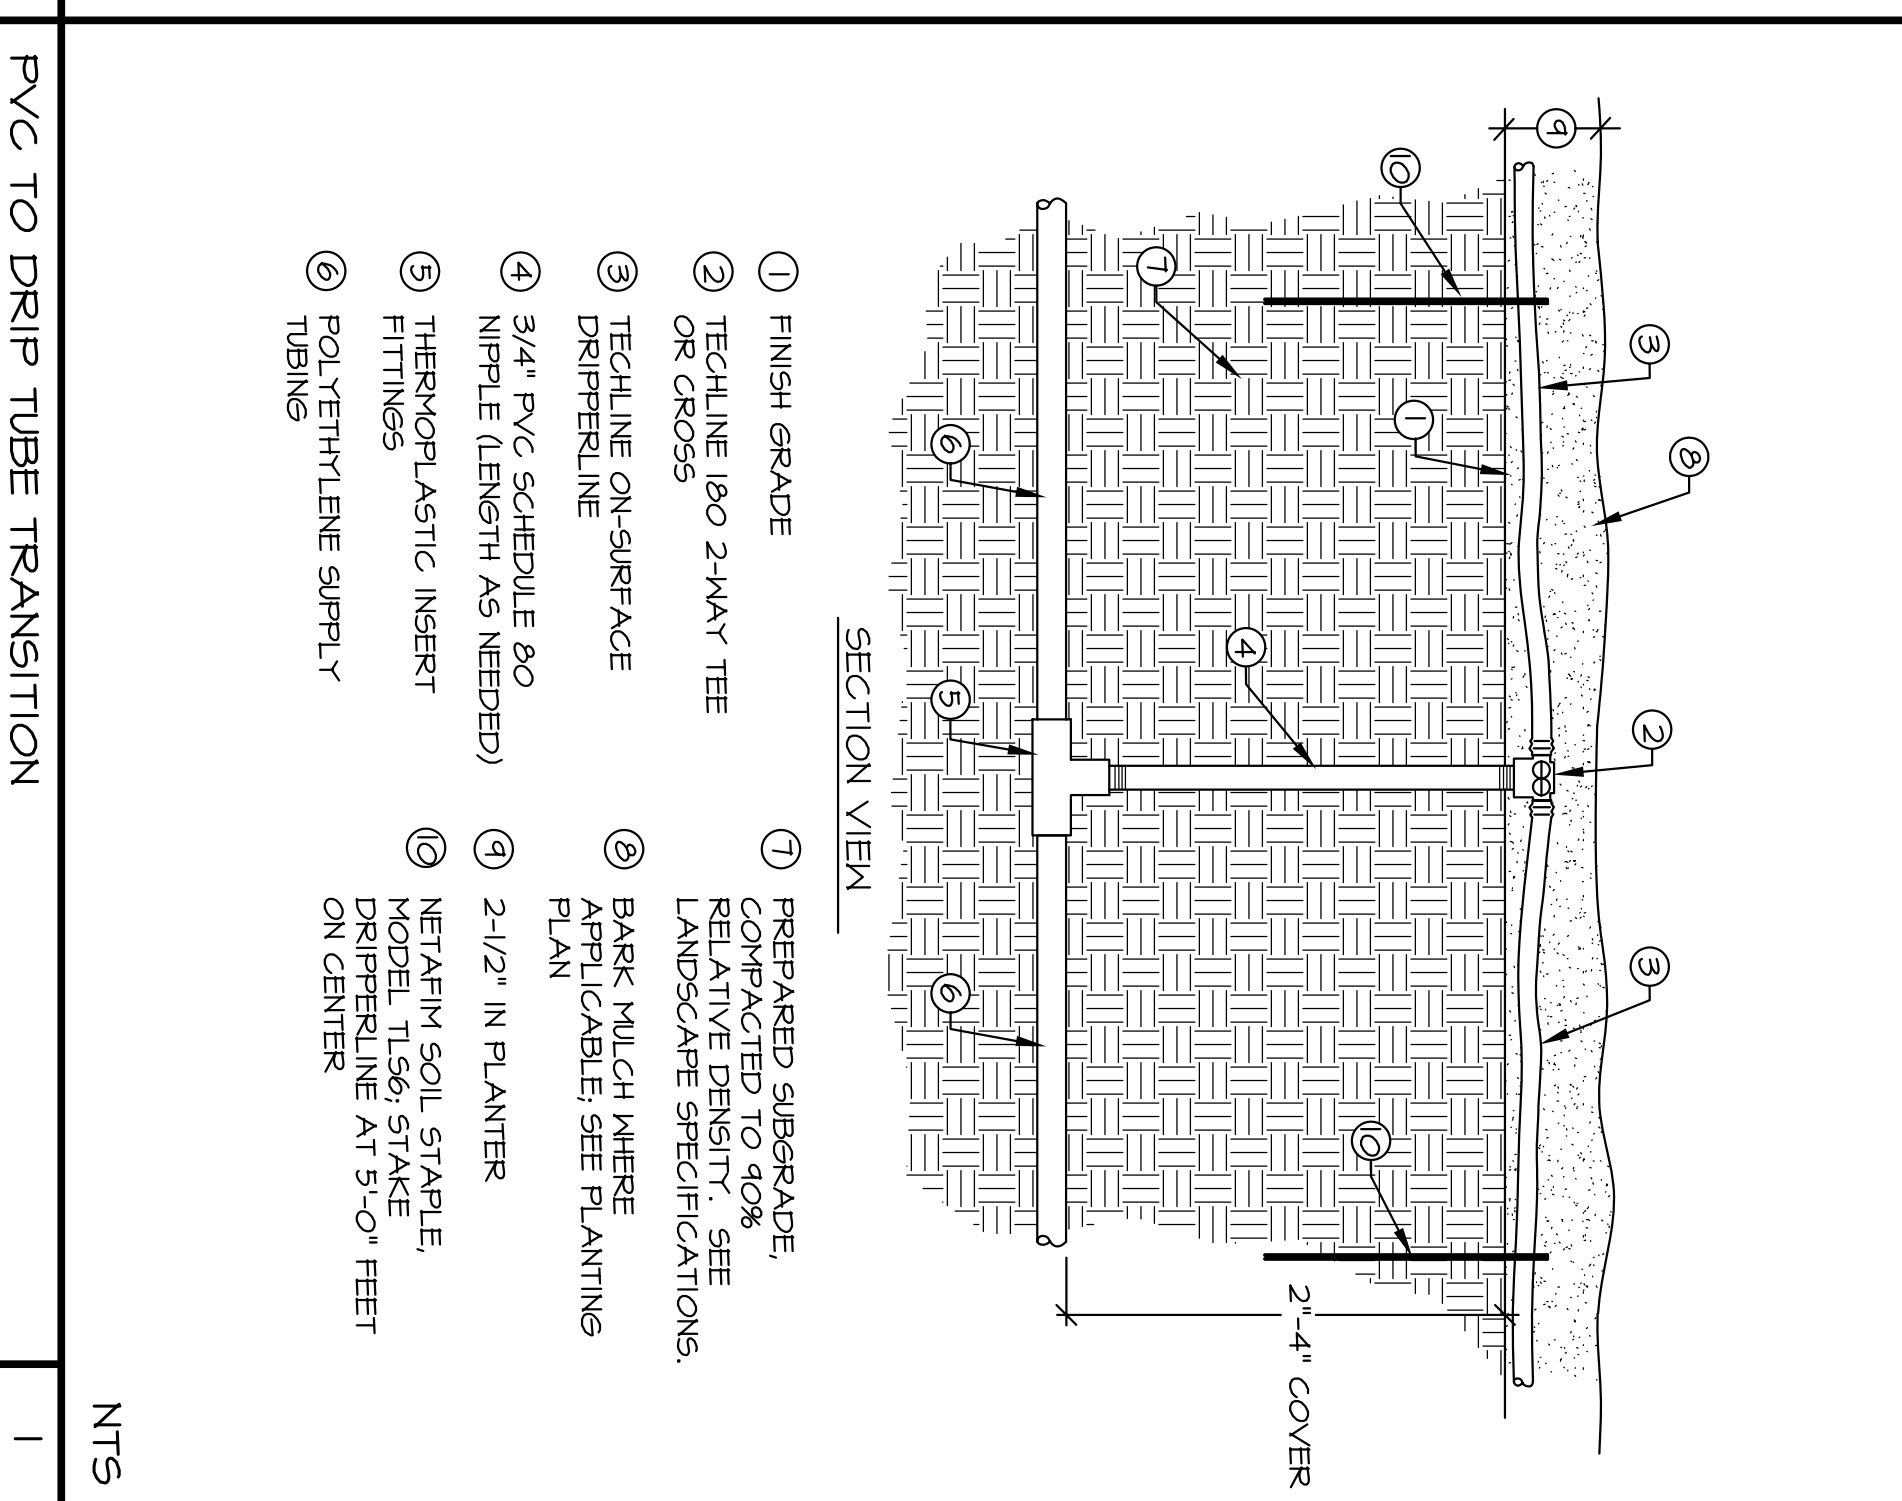 9
10
3
8
7
1
2
3
6
4
5
6
10
2"-4" COVER
SECTION VIEW
1 FINISH GRADE
2 TECHLINE 180 2-WAY TEE
OR CROSS
3 TECHLINE ON-SURFACE
DRIPPERLINE
4 3/4" PVC SCHEDULE 80
NIPPLE (LENGTH AS NEEDED)
5 THERMOPLASTIC INSERT
FITTINGS
6 POLYETHYLENE SUPPLY
TUBING
7 PREPARED SUBGRADE,
COMPACTED TO 90%
RELATIVE DENSITY. SEE
LANDSCAPE SPECIFICATIONS.
8 BARK MULCH WHERE
APPLICABLE; SEE PLANTING
PLAN
9 2-1/2" IN PLANTER
10 NETAFIM SOIL STAPLE,
MODEL TLS6; STAKE
DRIPPERLINE AT 5'-0" FEET
ON CENTER
NTS
PVC TO DRIP TUBE TRANSITION
1